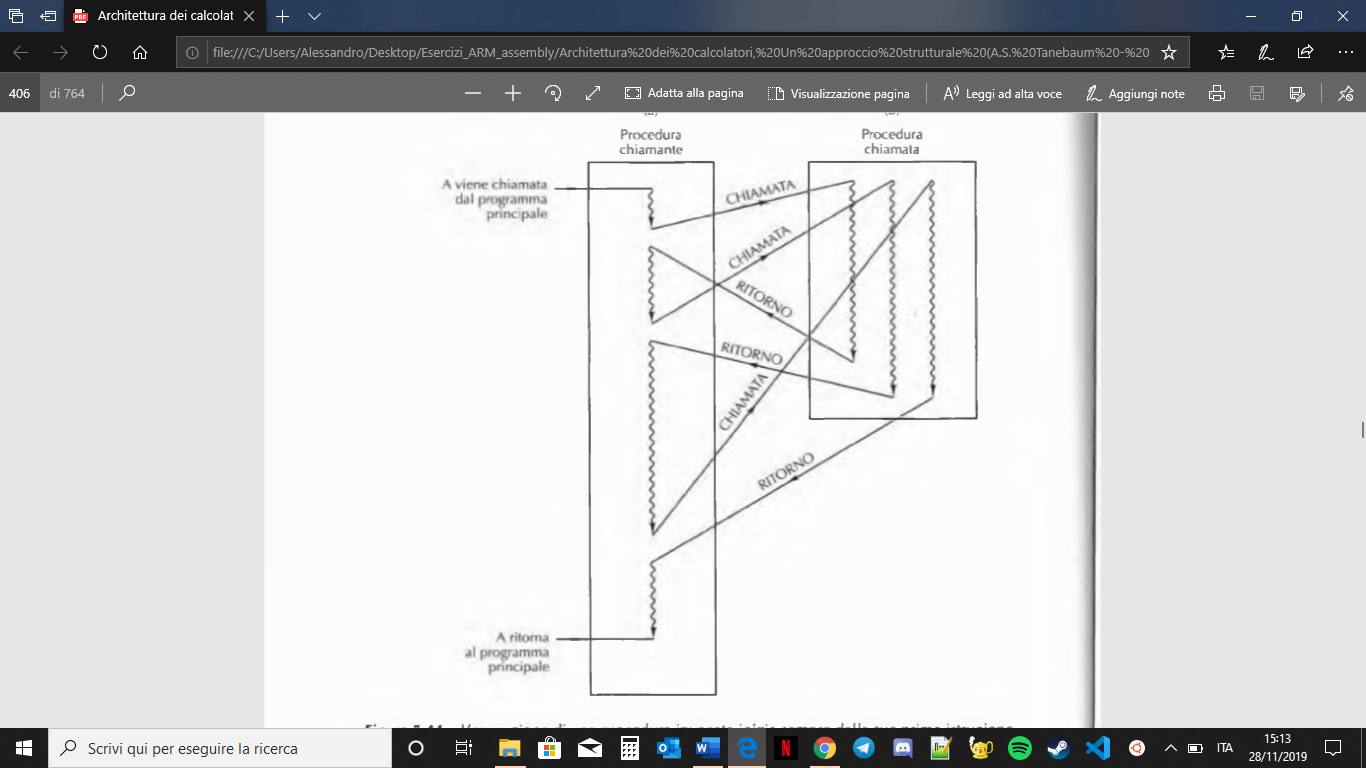 Architettura dei calcolat
file:///C:/Users/Alessandro/Desktop/Esercizi_ARM_assembly/Architettura%20dei%20calcolatori,%20Un%20approccio%20strutturale%20(A.S.%20Tanebaum%20-%20
406 di 764
Adatta alla pagina
Visualizzazione pagina
Leggi ad alta voce
Aggiungi note
Procedura
chiamante
Procedura
chiamata
A viene chiamata
dal programma
principale
CHIAMATA
CHIAMATA
RITORNO
RITORNO
CHIAMATA
RITORNO
A ritorna
al programma
principale
Scrivi qui per eseguire la ricerca
ITA
15:13
28/11/2019